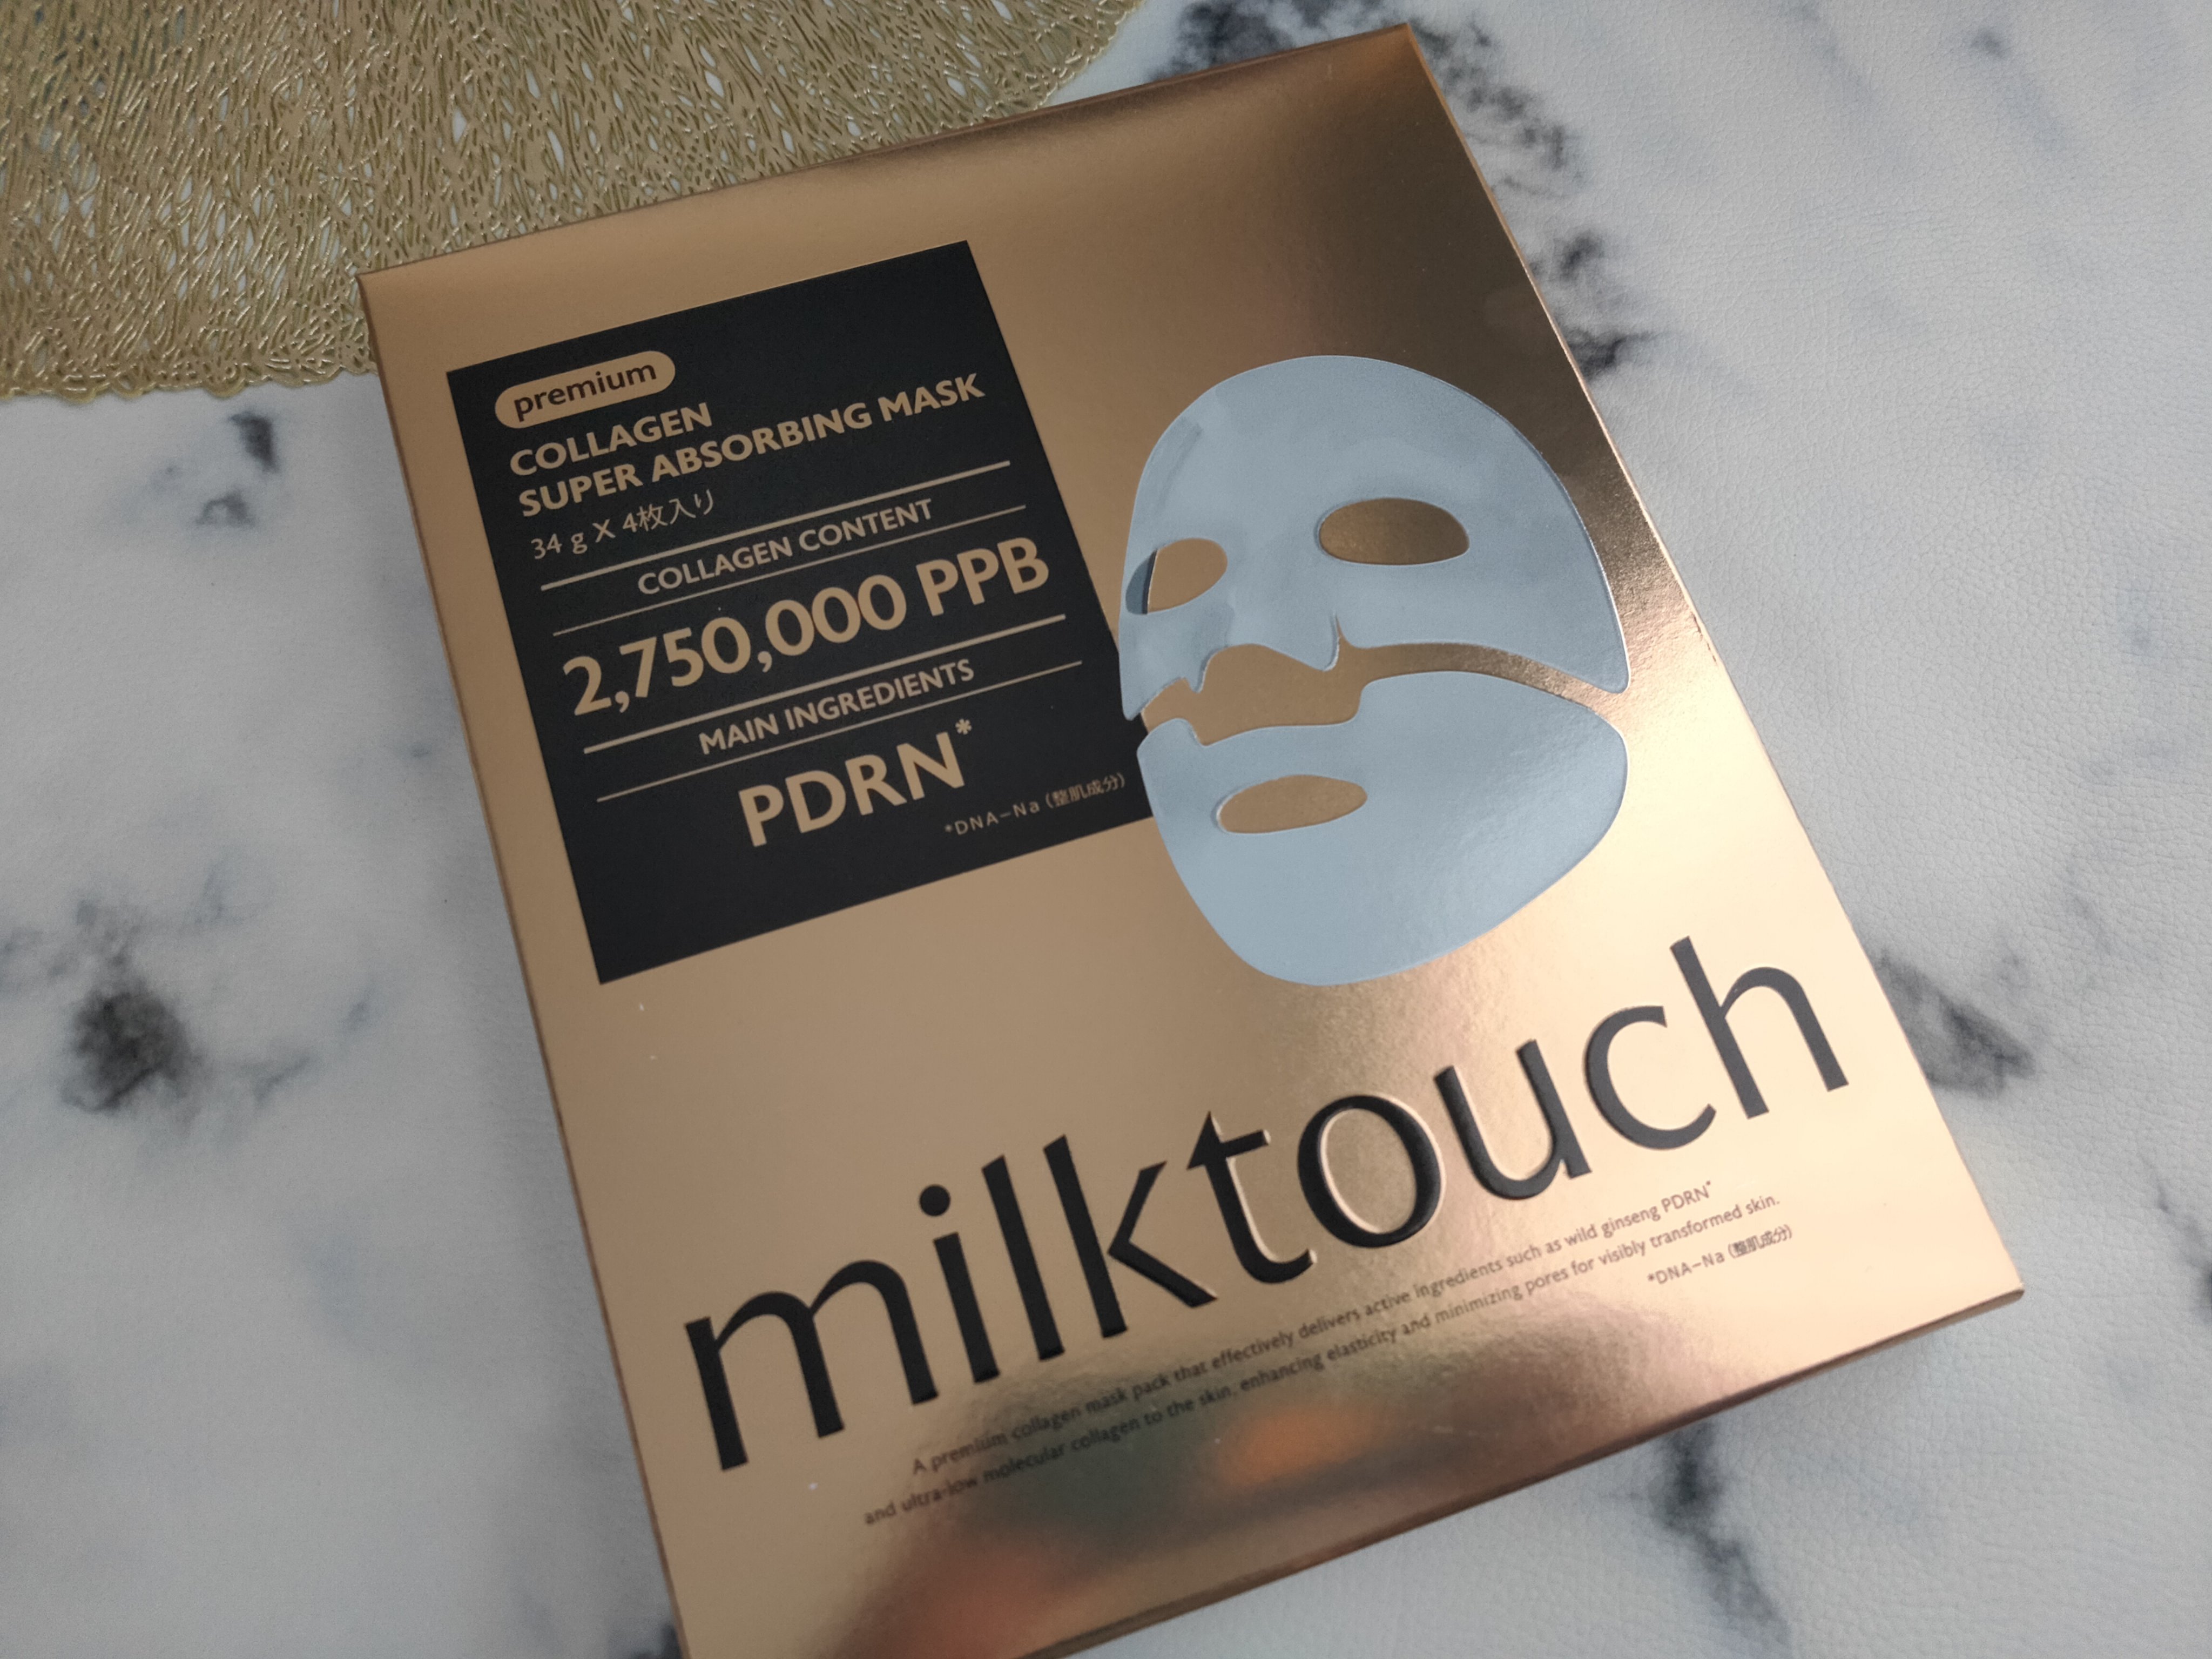 premium
COLLAGEN
SUPER ABSORBING MASK
34 g X 4枚入り
COLLAGEN CONTENT
2,750,000 PPB
MAIN INGREDIENTS
PDRN*
*DNA-Na (整肌成分)
milktouch
A premium collagen mask pack that effectively delivers active ingredients such as wild ginseng PDRN*
and ultra-low molecular collagen to the skin, enhancing elasticity and minimizing pores for visibly transformed skin.
*DNA-Na (整肌成分)